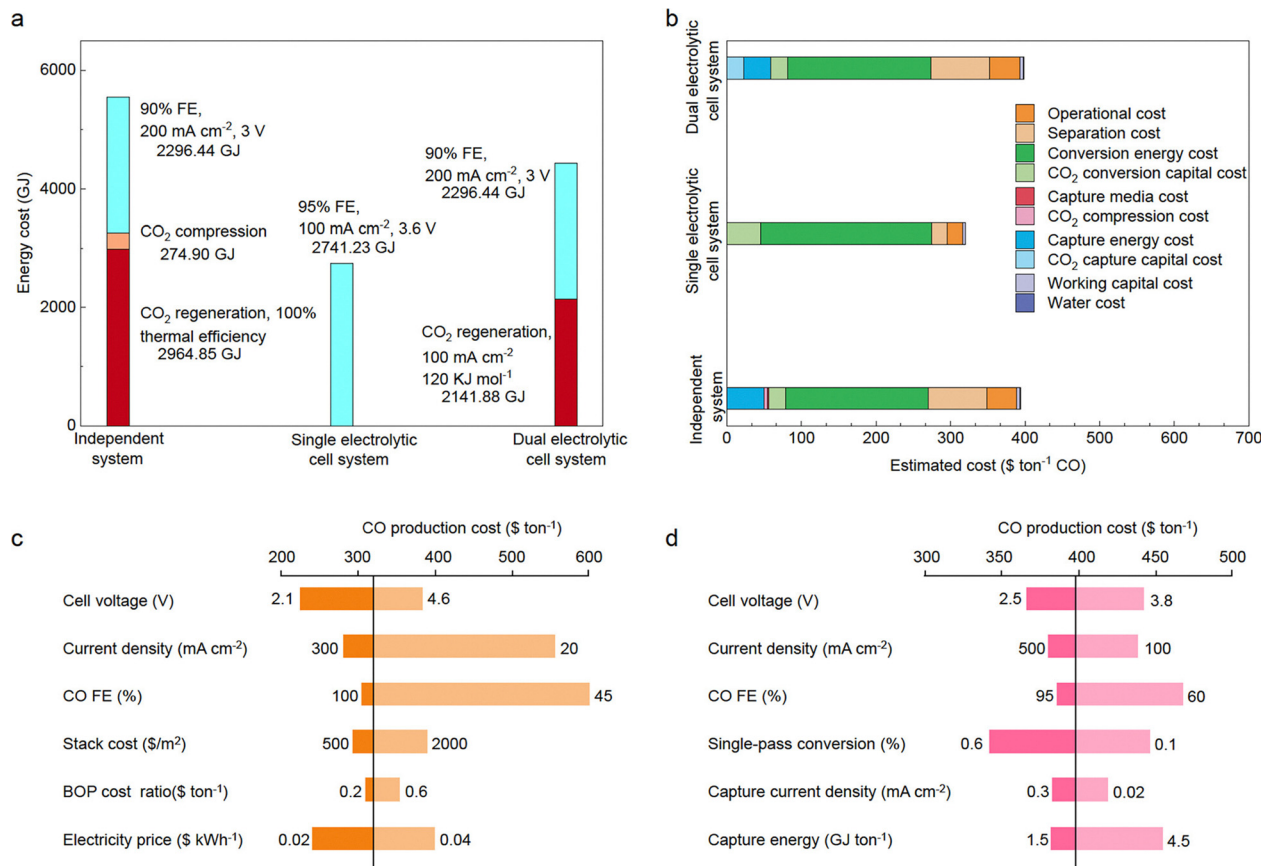 a
Energy cost (GJ)
6000
4000
2000
0
90% FE,
200 mA cm-2, 3 V
2296.44 GJ
CO2 compression
274.90 GJ
CO2 regeneration, 100%
thermal efficiency
2964.85 GJ
95% FE,
100 mA cm-2, 3.6 V
2741.23 GJ
90% FE,
200 mA cm-2, 3 V
2296.44 GJ
CO2 regeneration,
100 mA cm-2
120 KJ mol-1
2141.88 GJ
Independent
system
Single electrolytic
cell system
Dual electrolytic
cell system
b
Dual electrolytic
cell system
Single electrolytic
cell system
Independent
system
Operational cost
Separation cost
Conversion energy cost
CO2 conversion capital cost
Capture media cost
CO2 compression cost
Capture energy cost
CO2 capture capital cost
Working capital cost
Water cost
0 100 200 300 400 500 600 700
Estimated cost ($ ton-1 CO)
c
CO production cost ($ ton-1)
200 300 400 500 600
Cell voltage (V) 2.1 4.6
Current density (mA cm-2) 300 20
CO FE (%) 100 45
Stack cost ($/m2) 500 2000
BOP cost ratio($ ton-1) 0.2 0.6
Electricity price ($ kWh-1) 0.02 0.04
d
CO production cost ($ ton-1)
300 350 400 450 500
Cell voltage (V) 2.5 3.8
Current density (mA cm-2) 500 100
CO FE (%) 95 60
Single-pass conversion (%) 0.6 0.1
Capture current density (mA cm-2) 0.3 0.02
Capture energy (GJ ton-1) 1.5 4.5